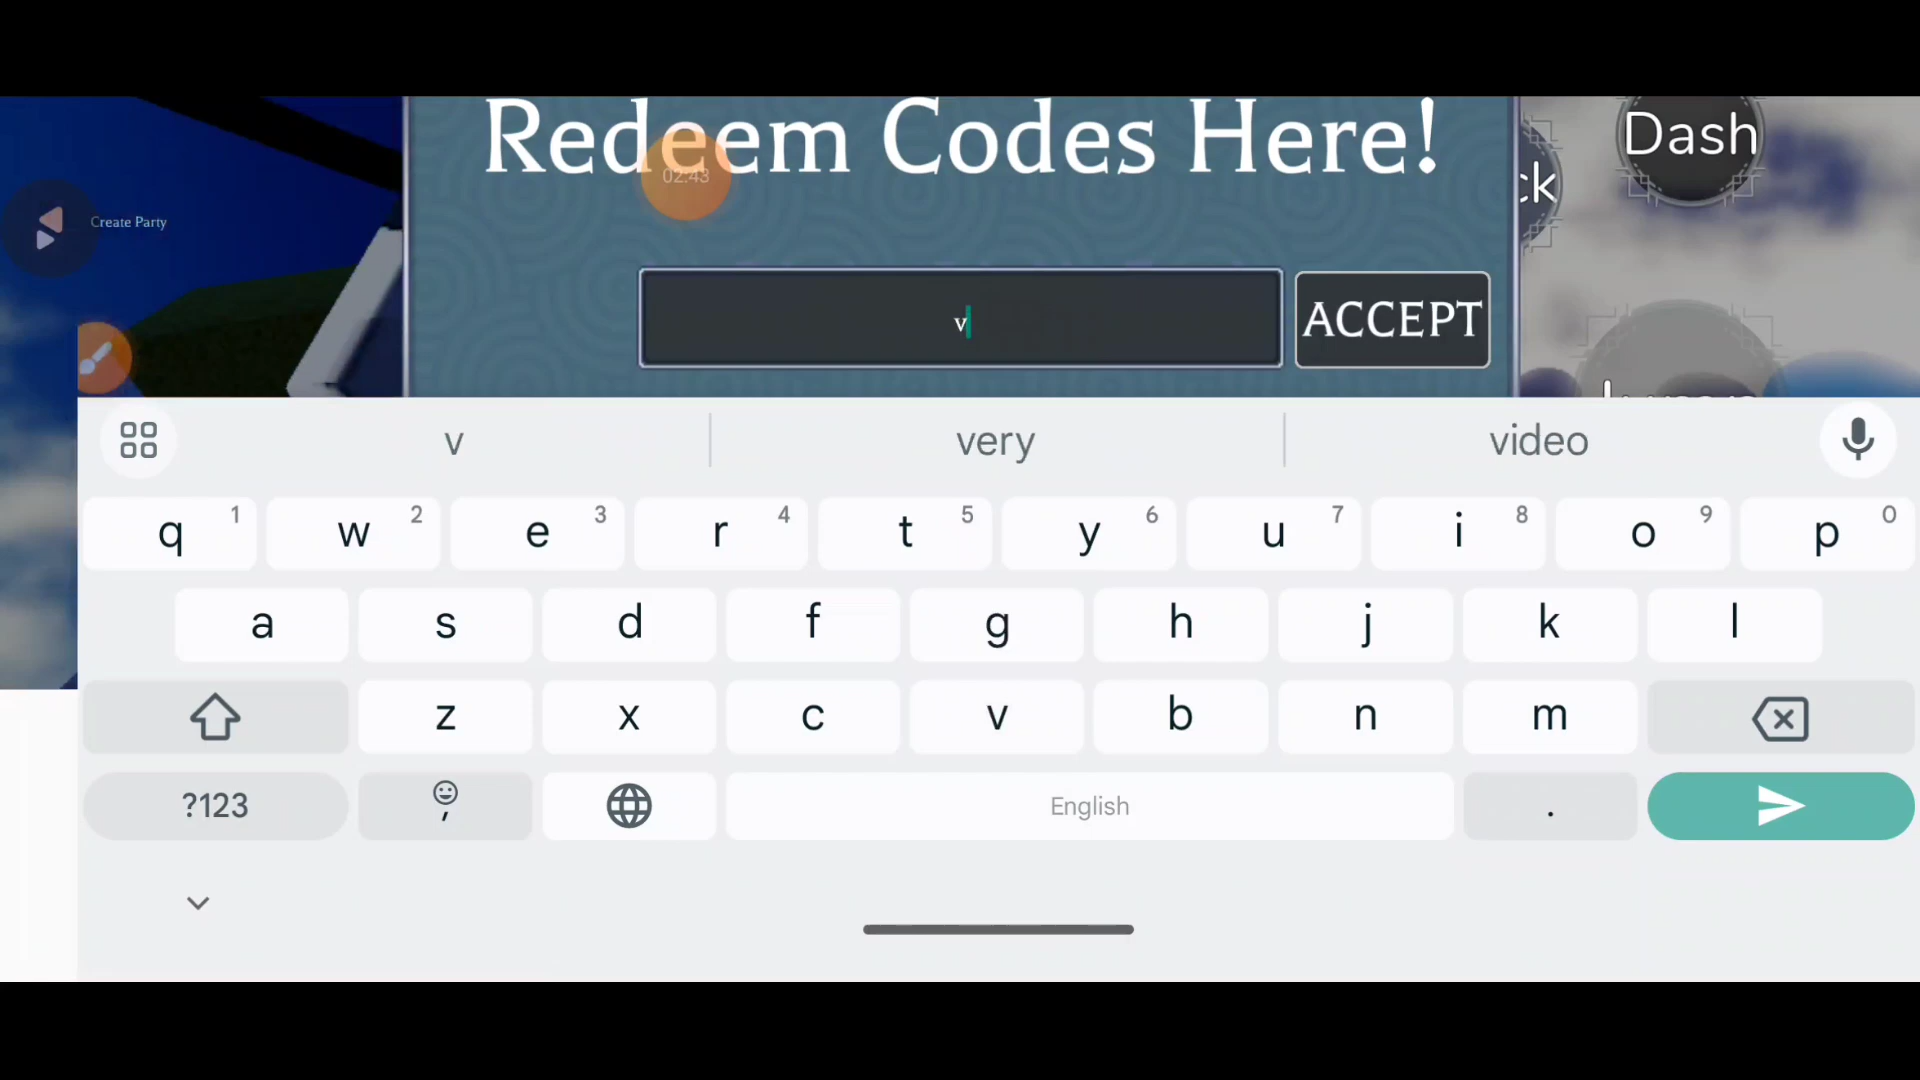 Redeem Codes Here!
02:43
Dash
ck
Create Party
v
ACCEPT
v very video
q 1 w 2 e 3 r 4 t 5 y 6 u 7 i 8 o 9 p 0
a s d f g h j k l
z x c v b n m
?123 , English .